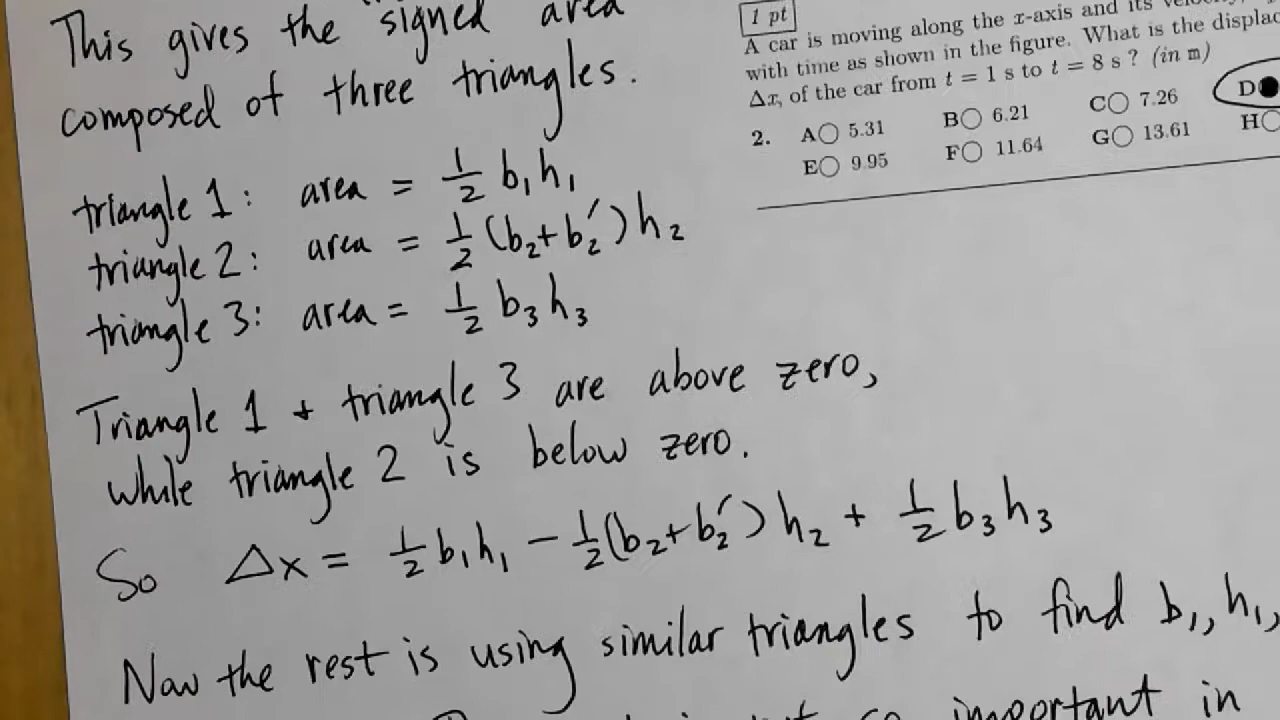 This gives the "signed area
composed of three triangles.
triangle 1: area = 1/2 b₁h₁
triangle 2: area = 1/2 (b₂+b₂′)h₂
triangle 3: area = 1/2 b₃h₃
Triangle 1 + triangle 3 are above zero,
while triangle 2 is below zero.
So Δx = 1/2 b₁h₁ − 1/2(b₂+b₂′)h₂ + 1/2 b₃h₃
Now the rest is using similar triangles to find b₁, h₁,
important in
1 pt
A car is moving along the x-axis and its
with time as shown in the figure. What is the
Δx, of the car from t = 1 s to t = 8 s ? (in m)
2. A○ 5.31 B○ 6.21 C○ 7.26 D●
E○ 9.95 F○ 11.64 G○ 13.61 H○